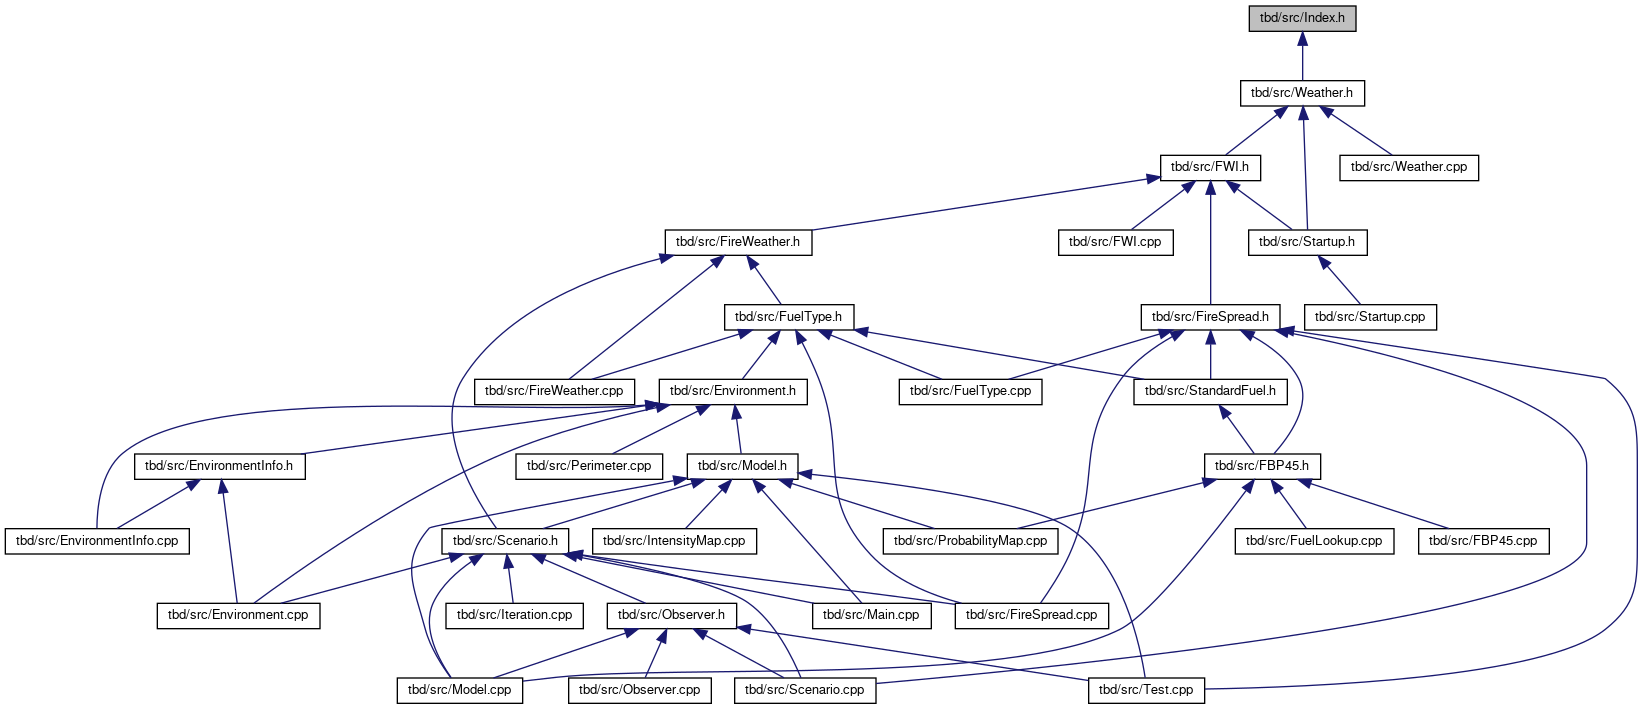 tbd/src/Index.h
tbd/src/Weather.h
tbd/src/FWI.h
tbd/src/Weather.cpp
tbd/src/FireWeather.h
tbd/src/FWI.cpp
tbd/src/Startup.h
tbd/src/FuelType.h
tbd/src/FireSpread.h
tbd/src/Startup.cpp
tbd/src/FireWeather.cpp
tbd/src/Environment.h
tbd/src/FuelType.cpp
tbd/src/StandardFuel.h
tbd/src/EnvironmentInfo.h
tbd/src/Perimeter.cpp
tbd/src/Model.h
tbd/src/FBP45.h
tbd/src/EnvironmentInfo.cpp
tbd/src/Scenario.h
tbd/src/IntensityMap.cpp
tbd/src/ProbabilityMap.cpp
tbd/src/FuelLookup.cpp
tbd/src/FBP45.cpp
tbd/src/Environment.cpp
tbd/src/Iteration.cpp
tbd/src/Observer.h
tbd/src/Main.cpp
tbd/src/FireSpread.cpp
tbd/src/Model.cpp
tbd/src/Observer.cpp
tbd/src/Scenario.cpp
tbd/src/Test.cpp